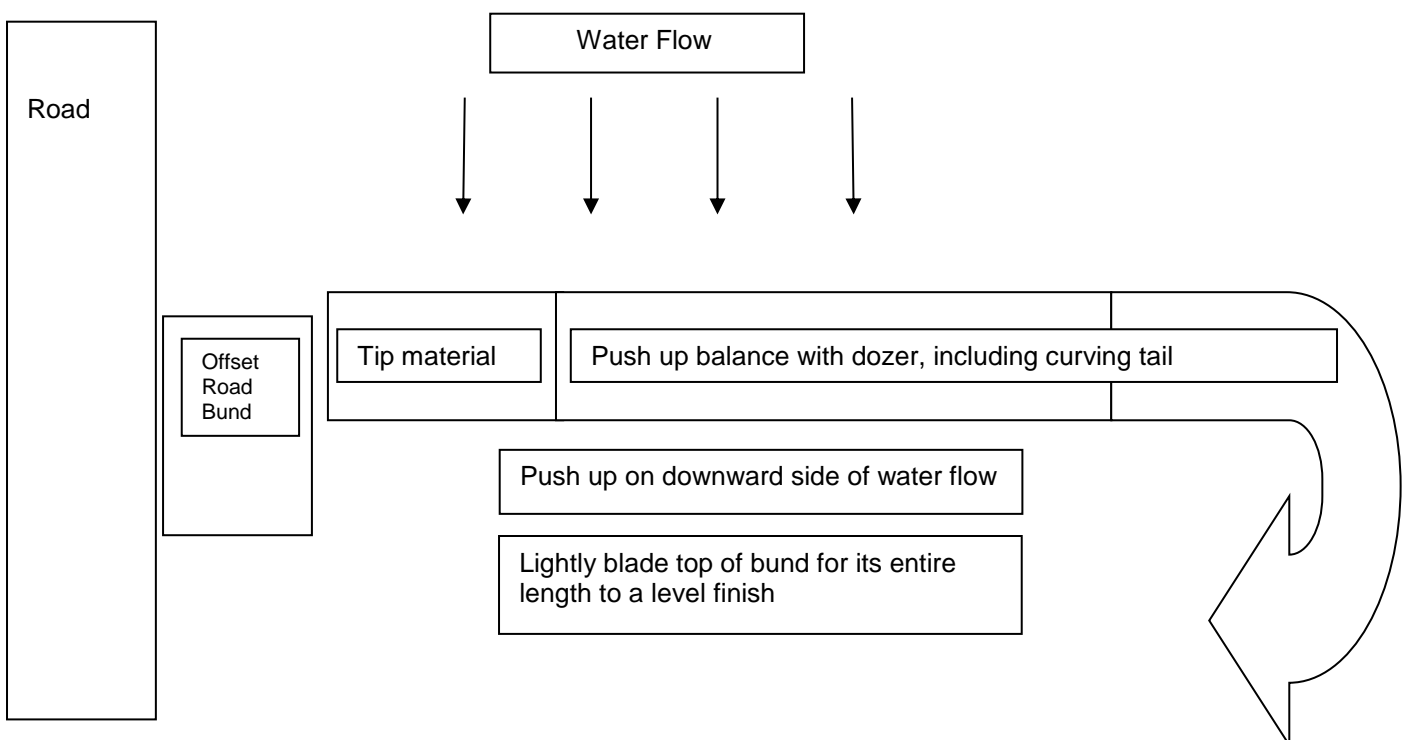 Water Flow
Road
Offset
Road
Bund
Tip material
Push up balance with dozer, including curving tail
Push up on downward side of water flow
Lightly blade top of bund for its entire
length to a level finish